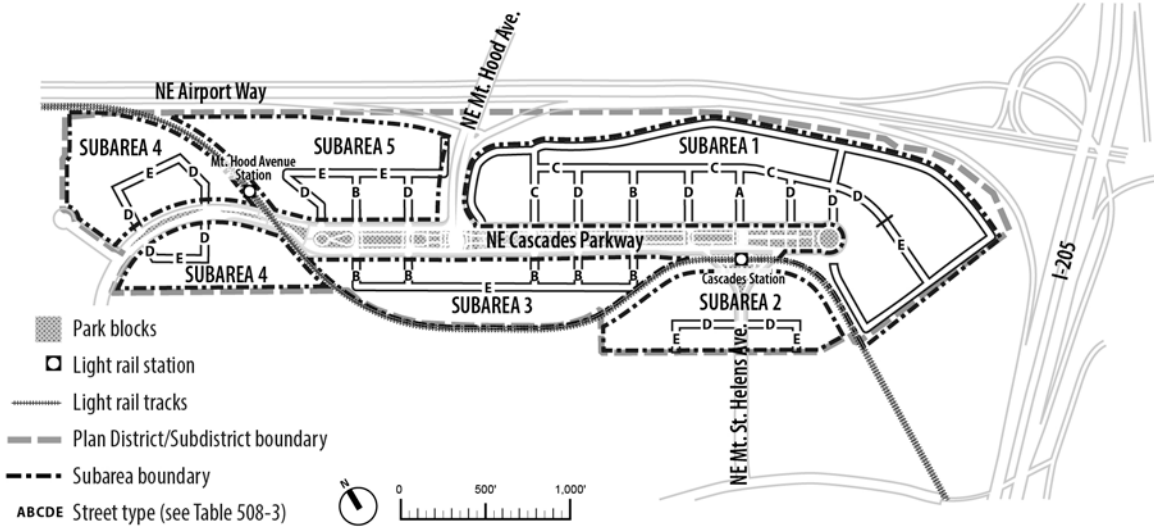 NE Mt. Hood Ave.
NE Airport Way
SUBAREA 4
SUBAREA 5
SUBAREA 1
Mt. Hood Avenue
Station
E
D
D
E
E
D
B
D
C
C
C
D
B
D
A
D
D
E
NE Cascades Parkway
I-205
D
E
SUBAREA 4
B
B
B
B
B
E
SUBAREA 3
Cascades Station
SUBAREA 2
D
D
E
E
NE Mt. St. Helens Ave.
Park blocks
Light rail station
Light rail tracks
Plan District/Subdistrict boundary
Subarea boundary
ABCDE Street type (see Table 508-3)
N
0 500' 1,000'